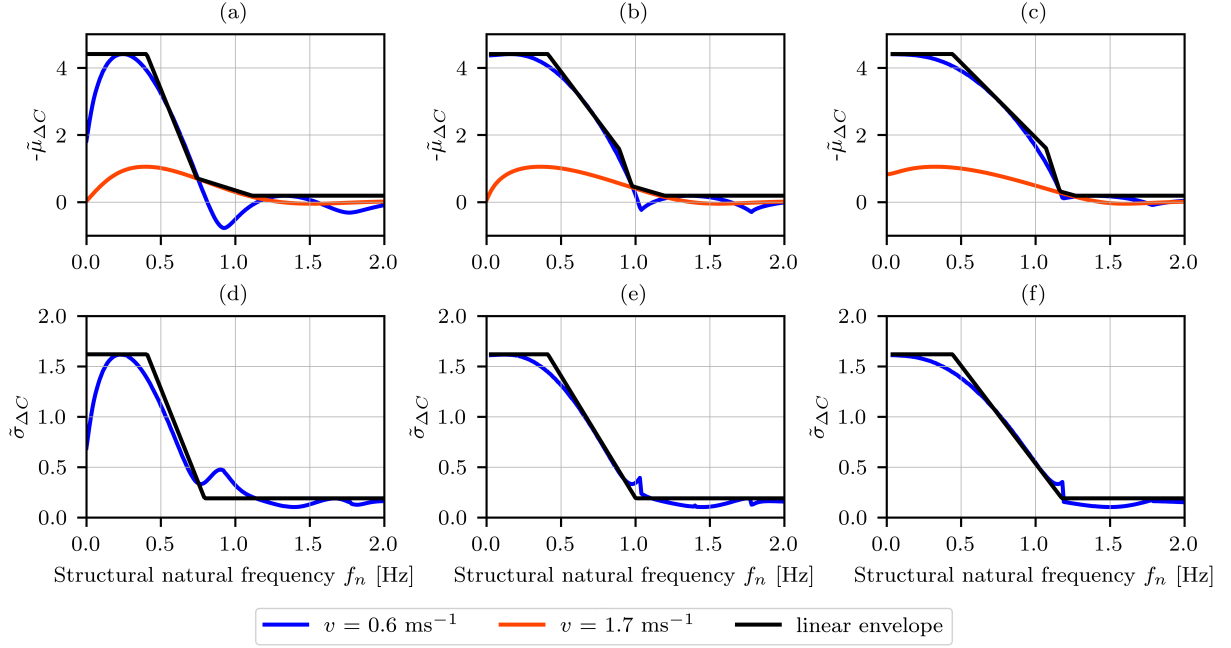 (a) (b) (c)
4 4 4
2 2 2
0 0 0
-μ̃ΔC -μ̃ΔC -μ̃ΔC
0.0 0.5 1.0 1.5 2.0 0.0 0.5 1.0 1.5 2.0 0.0 0.5 1.0 1.5 2.0
(d) (e) (f)
2.0 2.0 2.0
1.5 1.5 1.5
1.0 1.0 1.0
0.5 0.5 0.5
0.0 0.0 0.0
σ̃ΔC σ̃ΔC σ̃ΔC
0.0 0.5 1.0 1.5 2.0 0.0 0.5 1.0 1.5 2.0 0.0 0.5 1.0 1.5 2.0
Structural natural frequency fn [Hz] Structural natural frequency fn [Hz] Structural natural frequency fn [Hz]
v = 0.6 ms⁻¹ v = 1.7 ms⁻¹ linear envelope